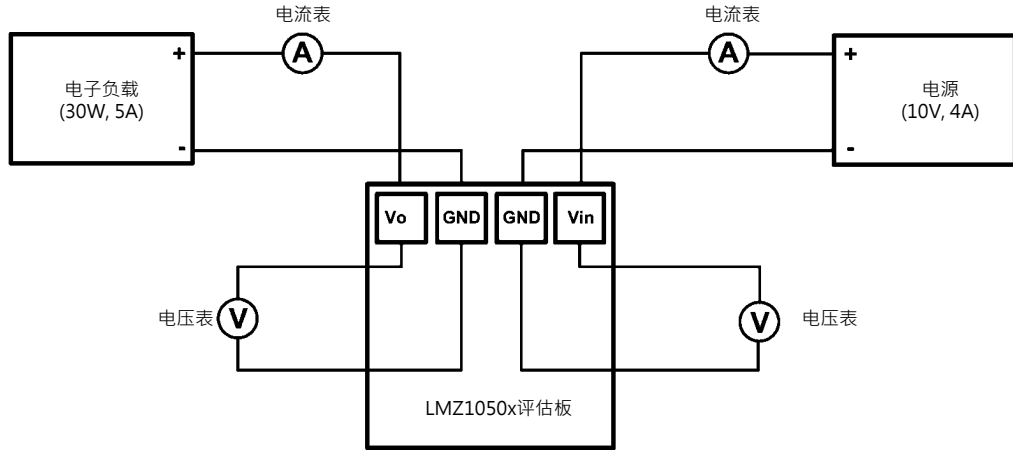 电流表
电流表
A
A
+
电子负载
(30W, 5A)
-
+
电源
(10V, 4A)
-
Vo
GND
GND
Vin
电压表
V
V
电压表
LMZ1050x评估板